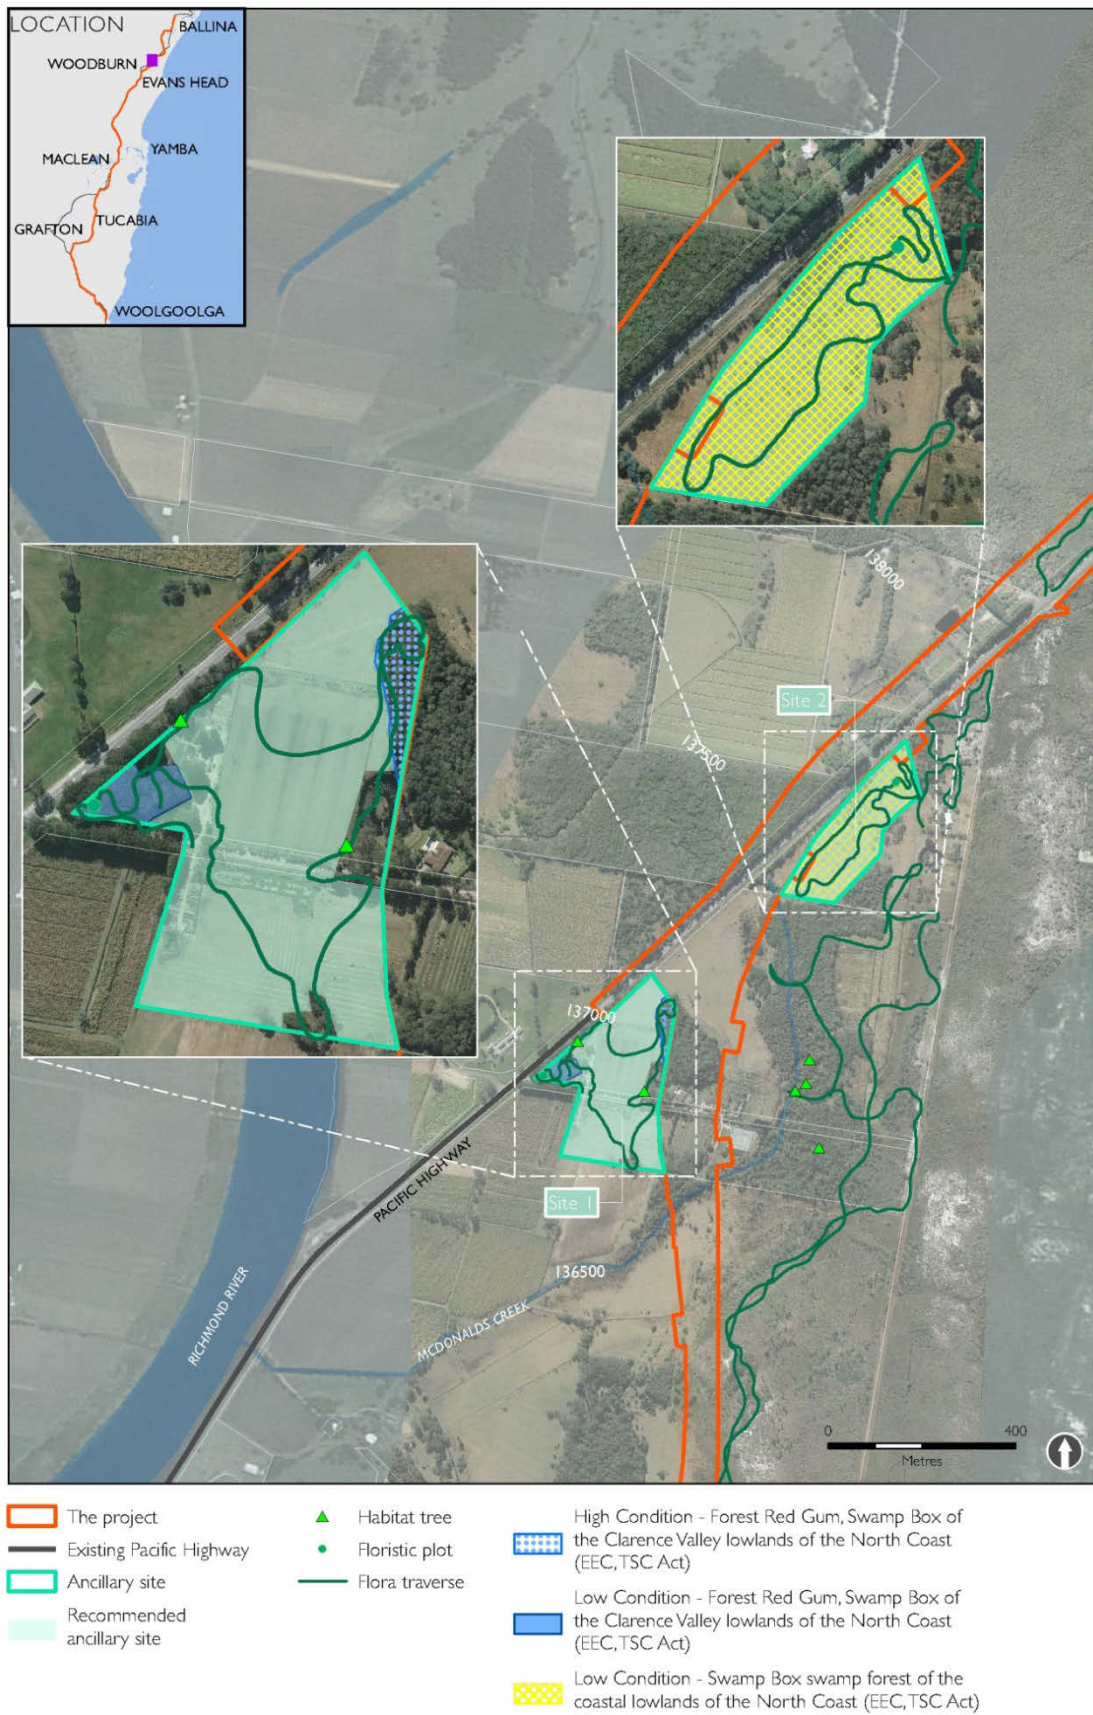 LOCATION
BALLINA
WOODBURN
EVANS HEAD
MACLEAN
YAMBA
TUCABIA
GRAFTON
WOOLGOOLGA
138000
Site 2
137500
137000
PACIFIC HIGHWAY
Site 1
136500
RICHMOND RIVER
MCDONALDS CREEK
0
400
Metres
The project
Existing Pacific Highway
Ancillary site
Recommended
ancillary site
Habitat tree
Floristic plot
Flora traverse
High Condition - Forest Red Gum, Swamp Box of
the Clarence Valley lowlands of the North Coast
(EEC,TSC Act)
Low Condition - Forest Red Gum, Swamp Box of
the Clarence Valley lowlands of the North Coast
(EEC,TSC Act)
Low Condition - Swamp Box swamp forest of the
coastal lowlands of the North Coast (EEC,TSC Act)